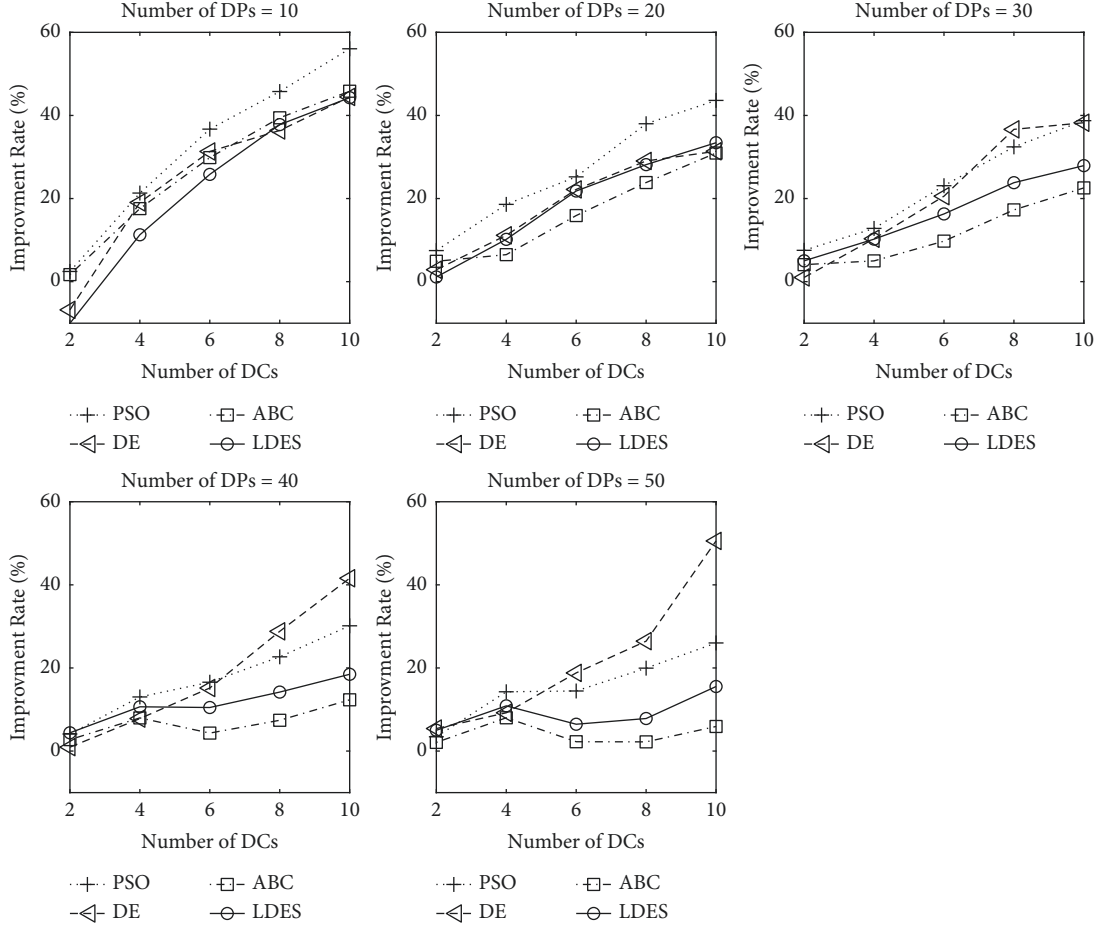 Number of DPs = 10
Number of DPs = 20
Number of DPs = 30
60
40
20
0
Improvment Rate (%)
2 4 6 8 10
Number of DCs
PSO
ABC
DE
LDES
60
40
20
0
Improvment Rate (%)
2 4 6 8 10
Number of DCs
PSO
ABC
DE
LDES
60
40
20
0
Improvment Rate (%)
2 4 6 8 10
Number of DCs
PSO
ABC
DE
LDES
Number of DPs = 40
Number of DPs = 50
60
40
20
0
Improvment Rate (%)
2 4 6 8 10
Number of DCs
PSO
ABC
DE
LDES
60
40
20
0
Improvment Rate (%)
2 4 6 8 10
Number of DCs
PSO
ABC
DE
LDES